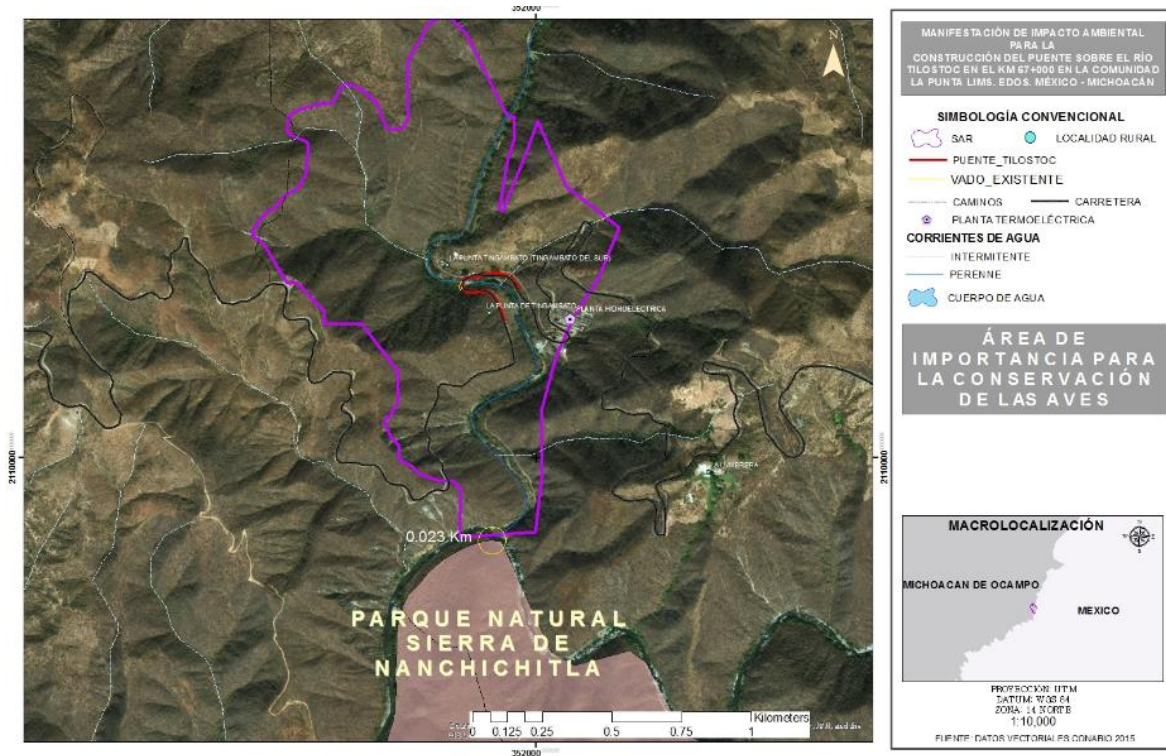 352000
N
2110000
2110000
LA PUNTA TINGAMBATO (TINGAMBATO DEL SUR)
LA PUNTA DE TINGAMBATO
PLANTA HIDROELECTRICA
0.023 Km
PARQUE NATURAL
SIERRA DE
NANCHICHITLA
Kilometers
0 0.125 0.25 0.5 0.75 1
352000
MANIFESTACIÓN DE IMPACTO AMBIENTAL
PARA LA
CONSTRUCCIÓN DEL PUENTE SOBRE EL RÍO
TILOSTOC EN EL KM 67+000 EN LA COMUNIDAD
LA PUNTA LIMS. EDOS. MÉXICO - MICHOACÁN
SIMBOLOGÍA CONVENCIONAL
SAR LOCALIDAD RURAL
PUENTE_TILOSTOC
VADO_EXISTENTE
CAMINOS CARRETERA
PLANTA TERMOELÉCTRICA
CORRIENTES DE AGUA
INTERMITENTE
PERENNE
CUERPO DE AGUA
ÁREA DE
IMPORTANCIA PARA
LA CONSERVACIÓN
DE LAS AVES
MACROLOCALIZACIÓN
MICHOACAN DE OCAMPO
MEXICO
PROYECCIÓN: UTM
DATUM: WGS 84
ZONA: 14 NORTE
1:10,000
FUENTE: DATOS VECTORIALES CONABIO 2015